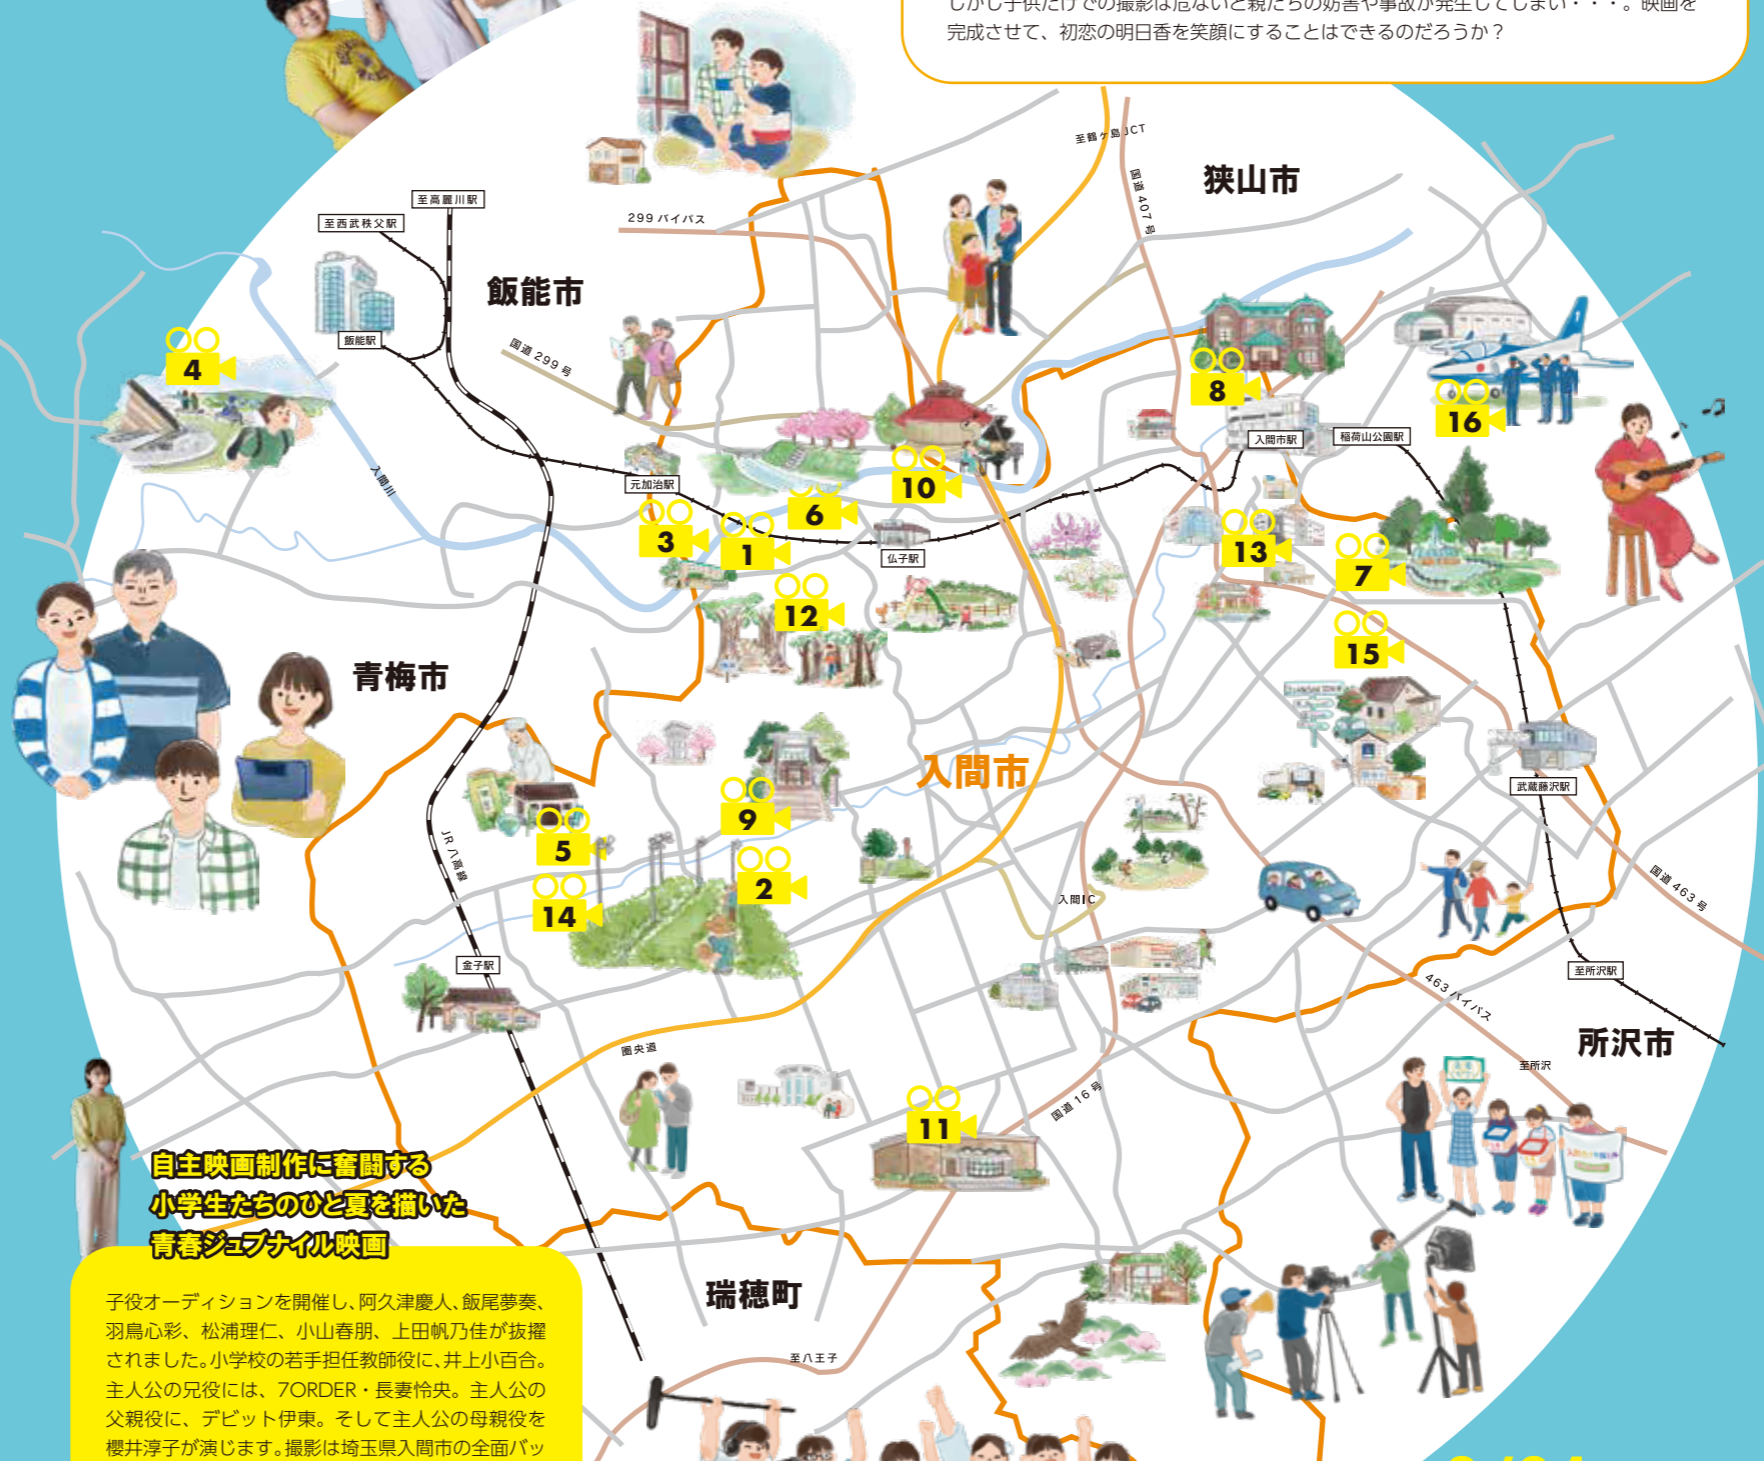 しかし子供だけでの撮影は危ないと親たちの妨害や事故が発生してしまい・・・。映画を
完成させて、初恋の明日香を笑顔にすることはできるのだろうか？
至鶴ヶ島JCT
狭山市
国道407号
至高麗川駅
至西武秩父駅
299バイパス
飯能市
飯能駅
国道299号
4
8
16
入間市駅
稲荷山公園駅
入間川
元加治駅
10
6
3
1
仏子駅
13
7
12
15
青梅市
入間市
武蔵藤沢駅
9
5
JR八高線
2
14
入間IC
国道463号
金子駅
至所沢駅
463バイパス
所沢市
圏央道
至所沢
国道16号
11
自主映画制作に奮闘する
小学生たちのひと夏を描いた
青春ジュブナイル映画
瑞穂町
至八王子
子役オーディションを開催し、阿久津慶人、飯尾夢奏、
羽鳥心彩、松浦理仁、小山春朋、上田帆乃佳が抜擢
されました。小学校の若手担任教師役に、井上小百合。
主人公の兄役には、7ORDER・長妻怜央。主人公の
父親役に、デビット伊東。そして主人公の母親役を
櫻井淳子が演じます。撮影は埼玉県入間市の全面バッ